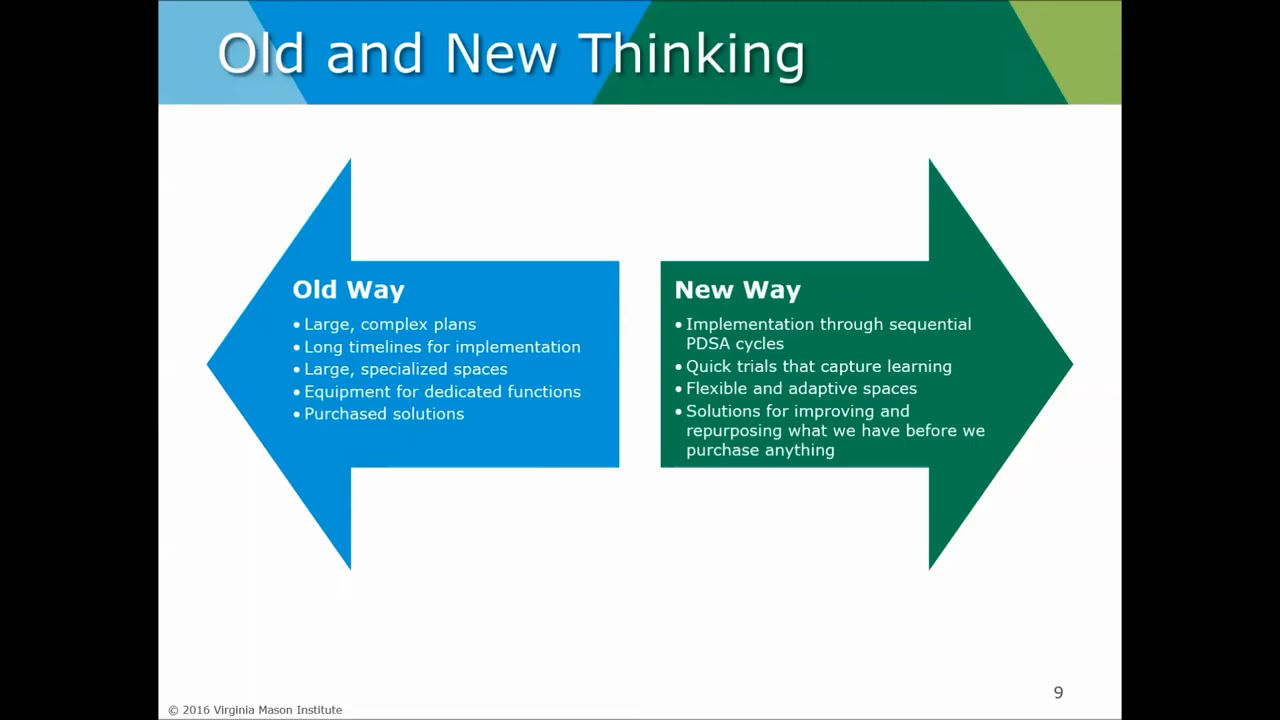 Old and New Thinking
Old Way
• Large, complex plans
• Long timelines for implementation
• Large, specialized spaces
• Equipment for dedicated functions
• Purchased solutions
New Way
• Implementation through sequential
PDSA cycles
• Quick trials that capture learning
• Flexible and adaptive spaces
• Solutions for improving and
repurposing what we have before we
purchase anything
9
© 2016 Virginia Mason Institute